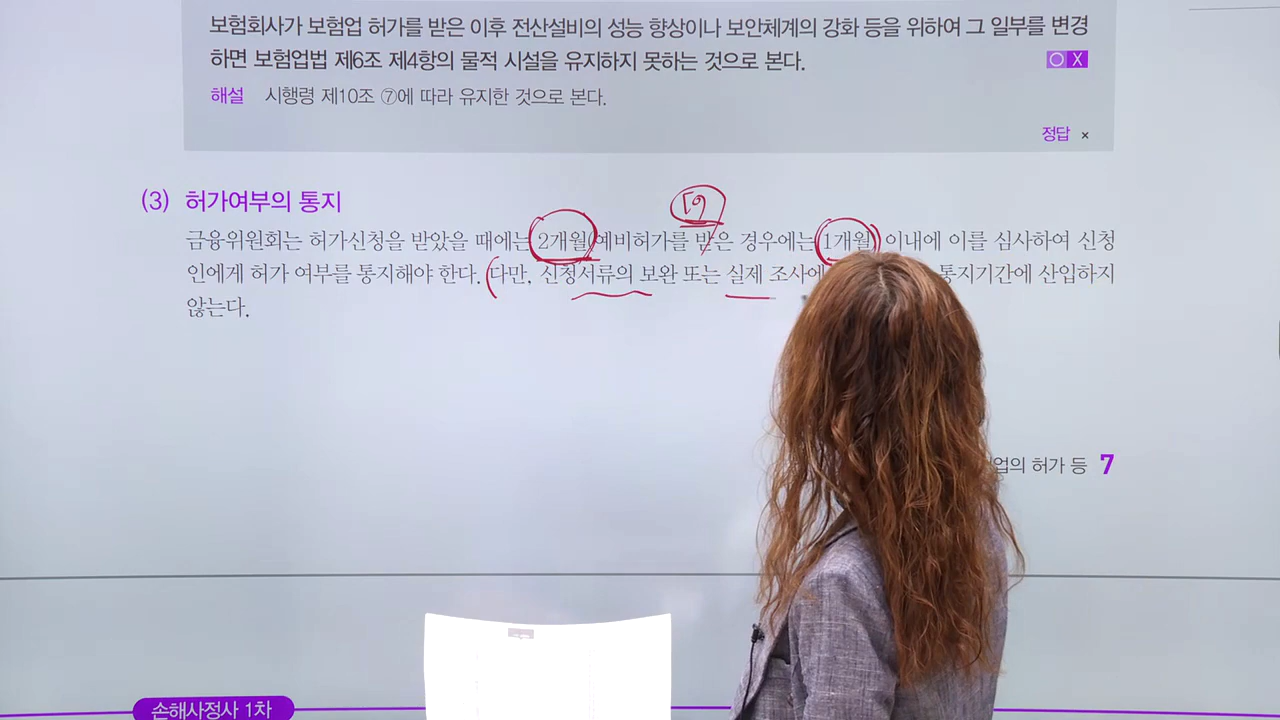 보험회사가 보험업 허가를 받은 이후 전산설비의 성능 향상이나 보안체계의 강화 등을 위하여 그 일부를 변경
하면 보험업법 제6조 제4항의 물적 시설을 유지하지 못하는 것으로 본다. O X
해설 시행령 제10조 ⑦에 따라 유지한 것으로 본다.
정답 ×
(3) 허가여부의 통지
금융위원회는 허가신청을 받았을 때에는 2개월(예비허가를 받은 경우에는 1개월) 이내에 이를 심사하여 신청
인에게 허가 여부를 통지해야 한다. 다만, 신청서류의 보완 또는 실제 조사에 통지기간에 산입하지
않는다.
업의 허가 등 7
손해사정사 1차